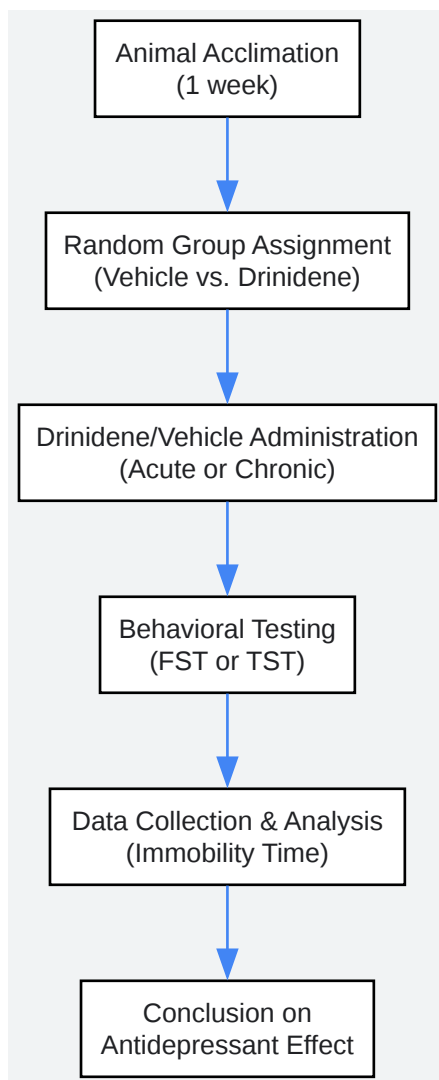 Animal Acclimation
(1 week)
Random Group Assignment
(Vehicle vs. Drinidene)
Drinidene/Vehicle Administration
(Acute or Chronic)
Behavioral Testing
(FST or TST)
Data Collection & Analysis
(Immobility Time)
Conclusion on
Antidepressant Effect